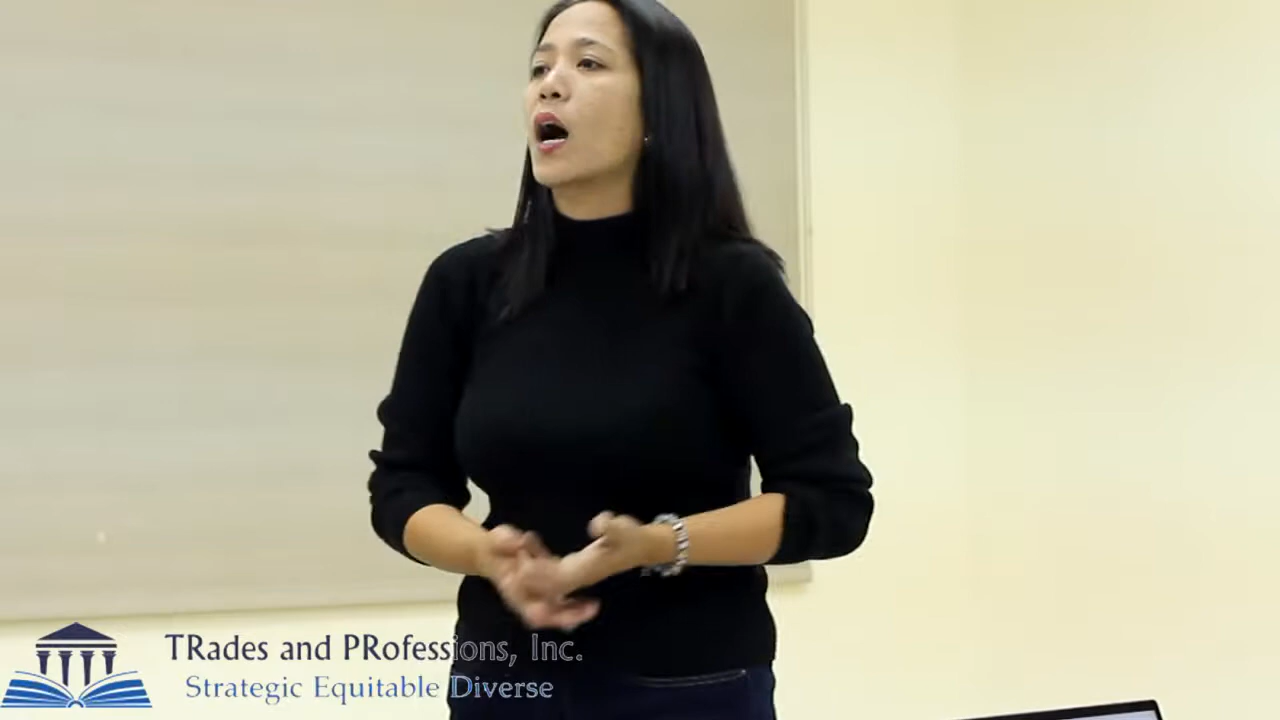 TRades and PRofessions, Inc.
Strategic Equitable Diverse